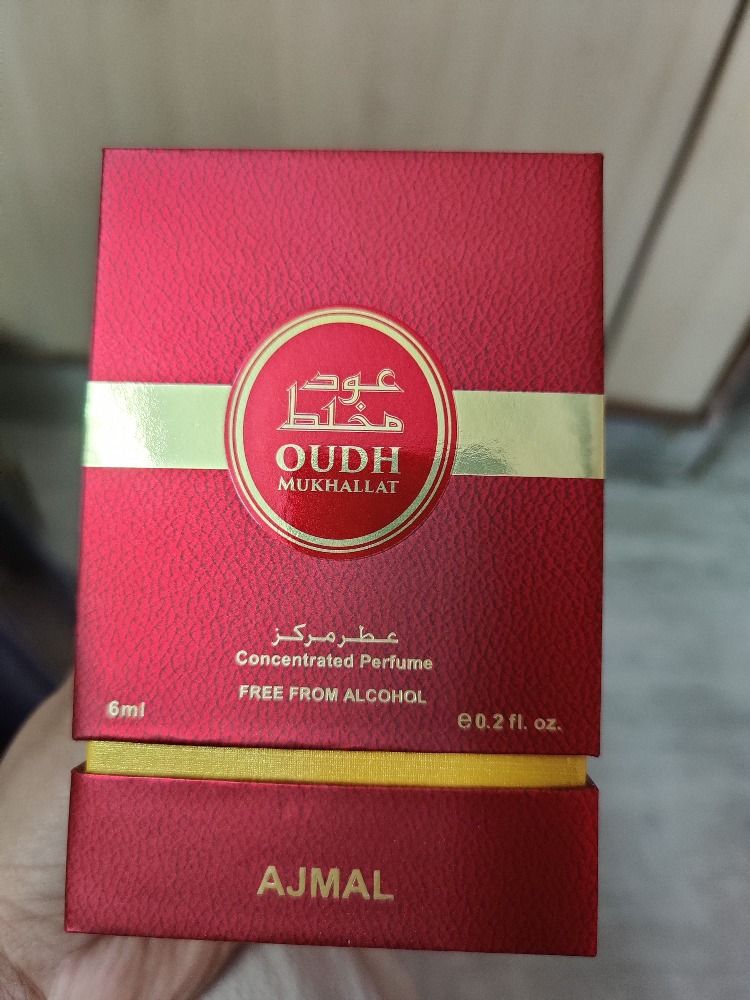 عود
مخلط
OUDH
MUKHALLAT
عطر مركز
Concentrated Perfume
FREE FROM ALCOHOL
6ml
℮0.2 fl. oz.
AJMAL